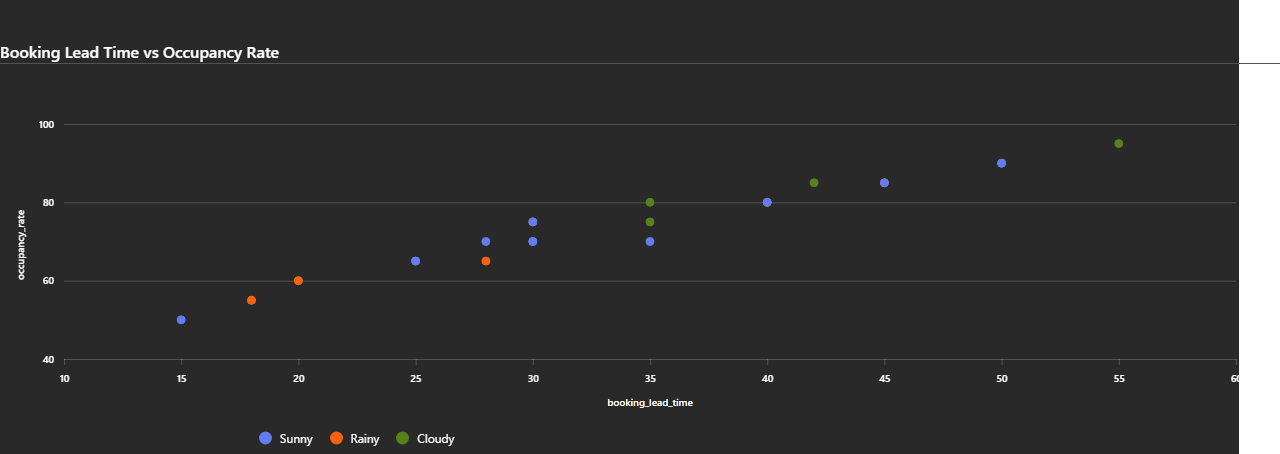 Booking Lead Time vs Occupancy Rate
100
80
60
40
occupancy_rate
10 15 20 25 30 35 40 45 50 55 60
booking_lead_time
Sunny Rainy Cloudy